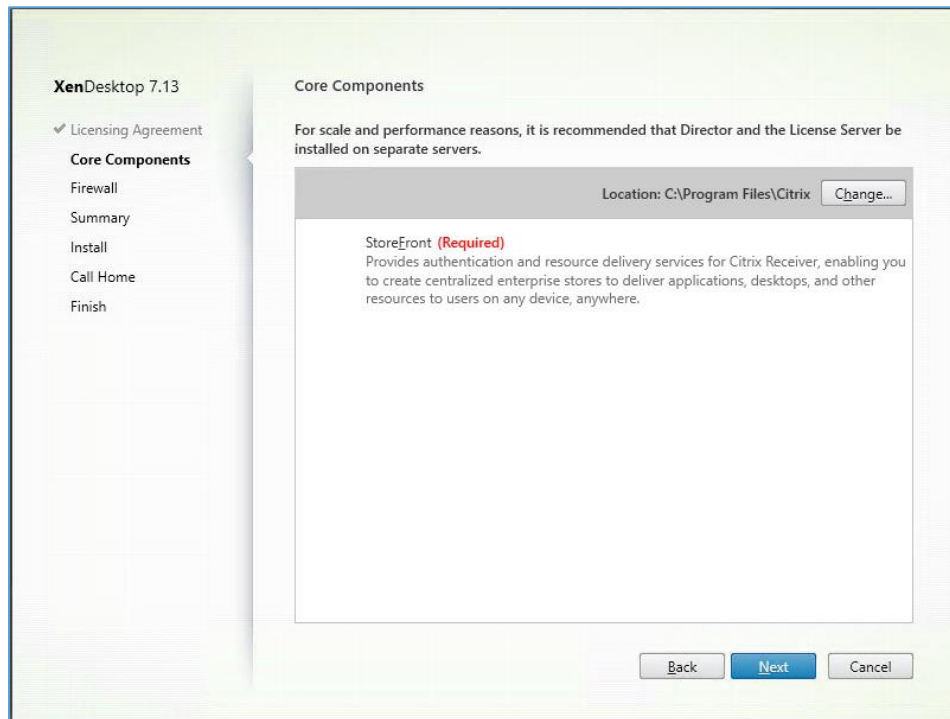 XenDesktop 7.13
Licensing Agreement
Core Components
Firewall
Summary
Install
Call Home
Finish
Core Components
For scale and performance reasons, it is recommended that Director and the License Server be
installed on separate servers.
Location: C:\Program Files\Citrix Change...
StoreFront (Required)
Provides authentication and resource delivery services for Citrix Receiver, enabling you
to create centralized enterprise stores to deliver applications, desktops, and other
resources to users on any device, anywhere.
Back Next Cancel